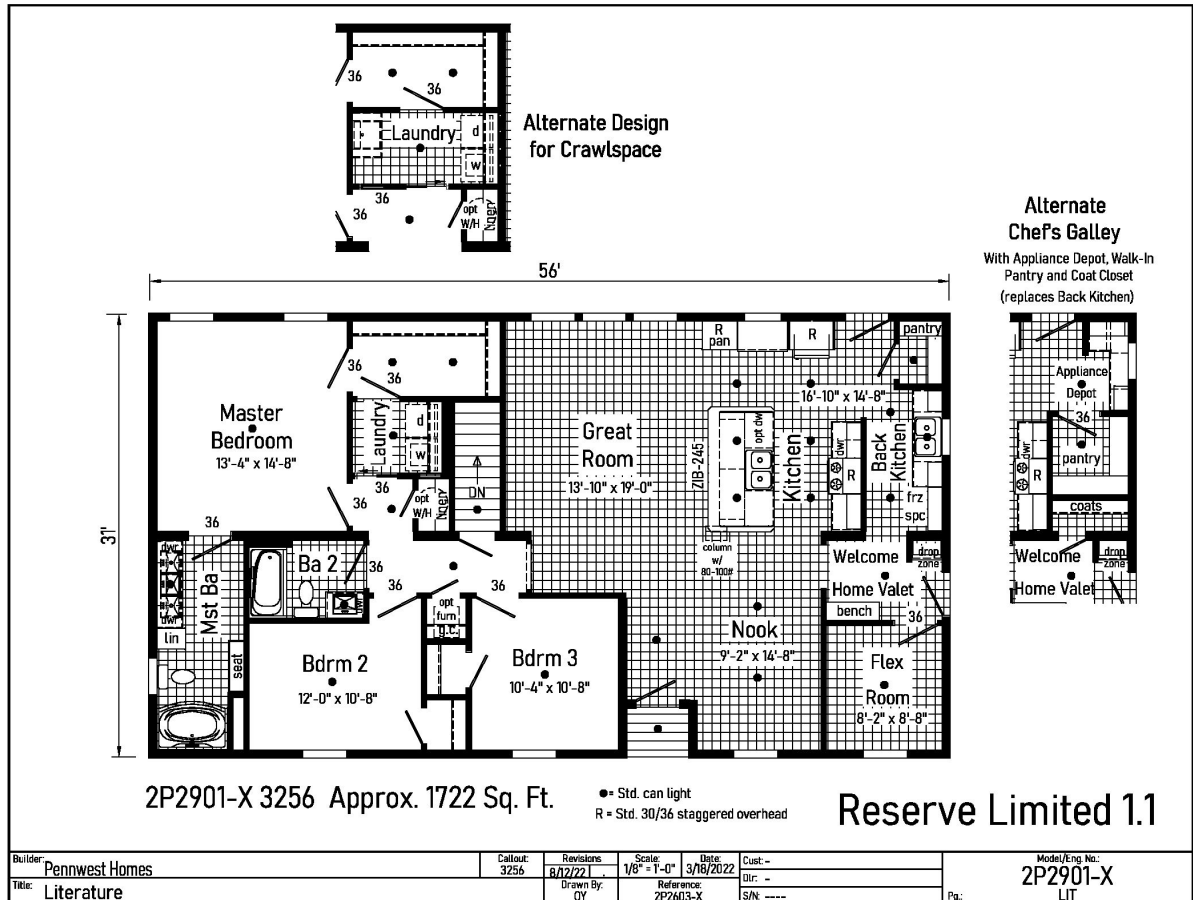 36
36
Laundry
d
w
36
36
opt
W/H
linen
Alternate Design
for Crawlspace
Alternate
Chef's Galley
With Appliance Depot, Walk-In
Pantry and Coat Closet
(replaces Back Kitchen)
56'
31'
Master
Bedroom
13'-4" x 14'-8"
36
36
Laundry
d
w
36
36
opt
W/H
linen
DN
Great
Room
13'-10" x 19'-0"
R
pan
R
pantry
16'-10" x 14'-8"
ZIB-245
opt dw
Kitchen
dwr
R
Back
Kitchen
frz
spc
column
w/
80-100#
Welcome
Home Valet
drop
zone
bench
36
36
dwr
dwr
lin
Mst Ba
seat
Ba 2
dwr
36
36
36
opt
furn
g.c.
Bdrm 2
12'-0" x 10'-8"
Bdrm 3
10'-4" x 10'-8"
Nook
9'-2" x 14'-8"
Flex
Room
8'-2" x 8'-8"
Appliance
Depot
36
dwr
R
pantry
coats
Welcome
Home Valet
drop
zone
2P2901-X 3256 Approx. 1722 Sq. Ft.
= Std. can light
R = Std. 30/36 staggered overhead
Reserve Limited 1.1
Builder:
Pennwest Homes
Callout:
3256
Revisions
8/12/22
Scale:
1/8" = 1'-0"
Date:
3/18/2022
Cust: -
Dlr: -
S/N: ----
Model/Eng. No.:
2P2901-X
Title:
Literature
Drawn By:
QY
Reference:
2P2603-X
Pg.:
LIT